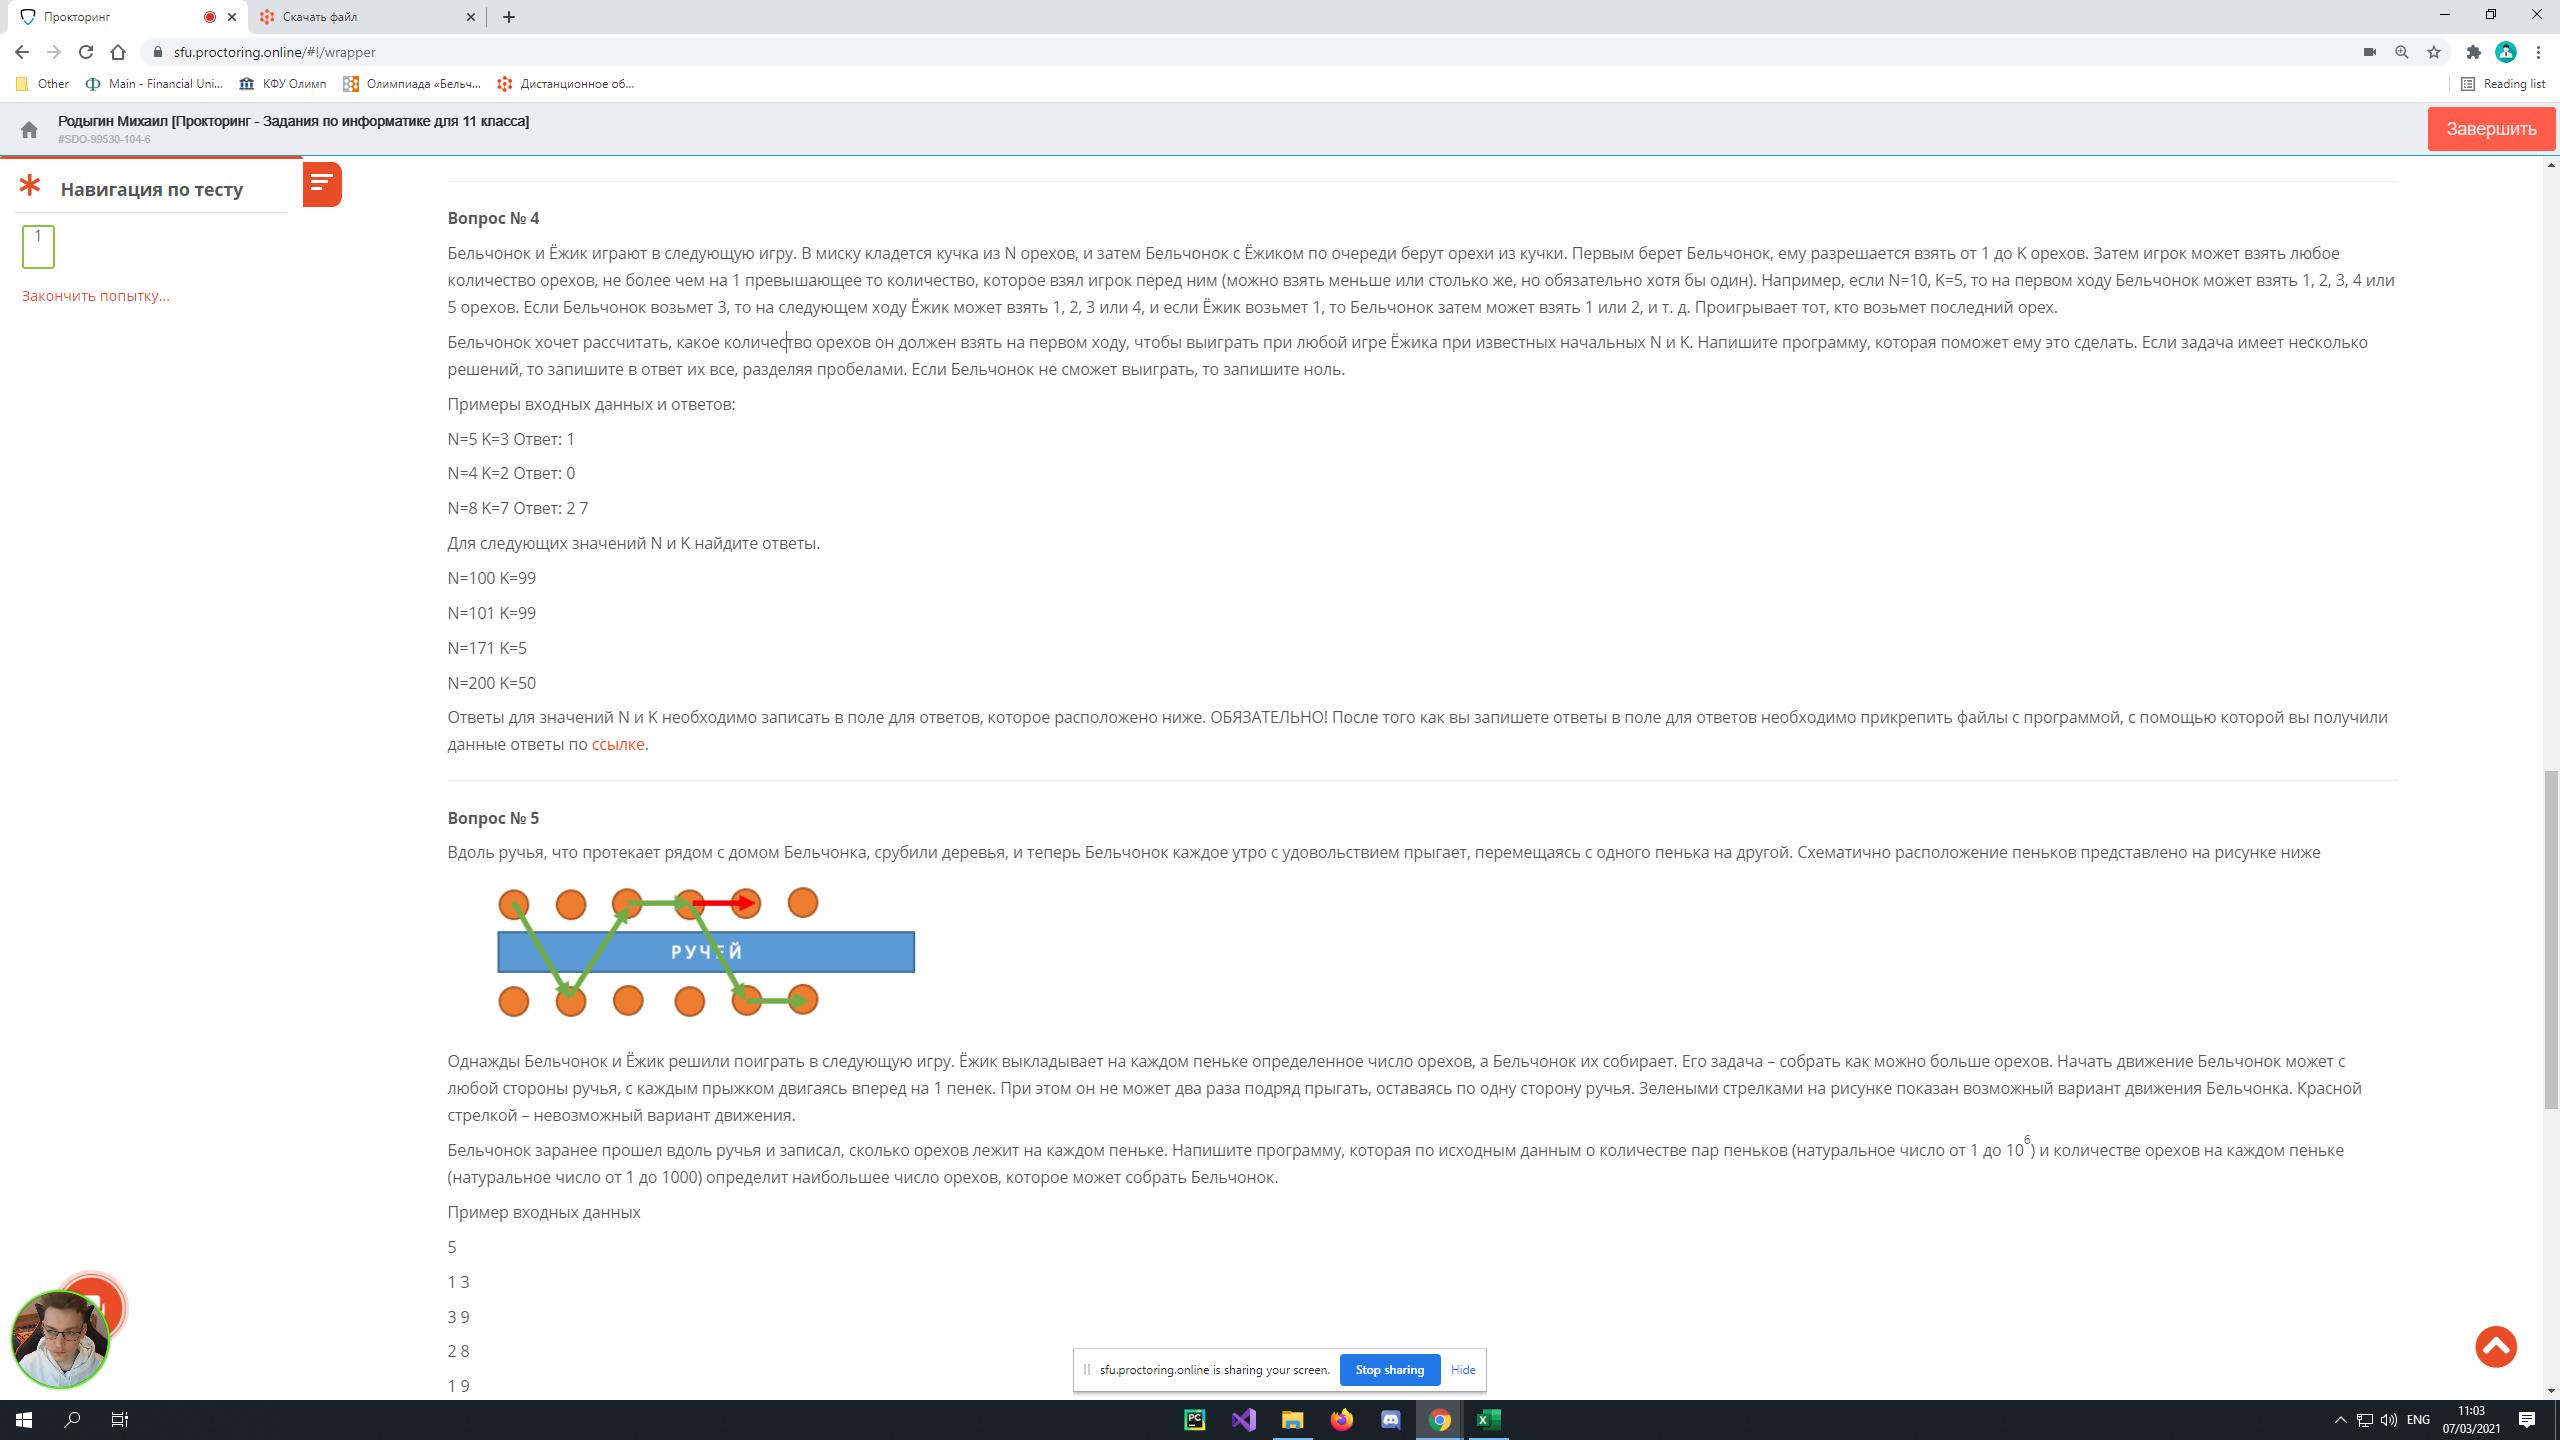 Прокторинг
Скачать файл
sfu.proctoring.online/#!/wrapper
Other
Main - Financial Uni...
КФУ Олимп
Олимпиада «Бельч...
Дистанционное об...
Reading list
Родыгин Михаил [Прокторинг - Задания по информатике для 11 класса]
#SDO-99530-104-6
Завершить
Навигация по тесту
1
Закончить попытку...
Вопрос № 4
Бельчонок и Ёжик играют в следующую игру. В миску кладется кучка из N орехов, и затем Бельчонок с Ёжиком по очереди берут орехи из кучки. Первым берет Бельчонок, ему разрешается взять от 1 до K орехов. Затем игрок может взять любое
количество орехов, не более чем на 1 превышающее то количество, которое взял игрок перед ним (можно взять меньше или столько же, но обязательно хотя бы один). Например, если N=10, K=5, то на первом ходу Бельчонок может взять 1, 2, 3, 4 или
5 орехов. Если Бельчонок возьмет 3, то на следующем ходу Ёжик может взять 1, 2, 3 или 4, и если Ёжик возьмет 1, то Бельчонок затем может взять 1 или 2, и т. д. Проигрывает тот, кто возьмет последний орех.
Бельчонок хочет рассчитать, какое количество орехов он должен взять на первом ходу, чтобы выиграть при любой игре Ёжика при известных начальных N и K. Напишите программу, которая поможет ему это сделать. Если задача имеет несколько
решений, то запишите в ответ их все, разделяя пробелами. Если Бельчонок не сможет выиграть, то запишите ноль.
Примеры входных данных и ответов:
N=5 K=3 Ответ: 1
N=4 K=2 Ответ: 0
N=8 K=7 Ответ: 2 7
Для следующих значений N и K найдите ответы.
N=100 K=99
N=101 K=99
N=171 K=5
N=200 K=50
Ответы для значений N и K необходимо записать в поле для ответов, которое расположено ниже. ОБЯЗАТЕЛЬНО! После того как вы запишете ответы в поле для ответов необходимо прикрепить файлы с программой, с помощью которой вы получили
данные ответы по ссылке.
Вопрос № 5
Вдоль ручья, что протекает рядом с домом Бельчонка, срубили деревья, и теперь Бельчонок каждое утро с удовольствием прыгает, перемещаясь с одного пенька на другой. Схематично расположение пеньков представлено на рисунке ниже
РУЧЕЙ
Однажды Бельчонок и Ёжик решили поиграть в следующую игру. Ёжик выкладывает на каждом пеньке определенное число орехов, а Бельчонок их собирает. Его задача – собрать как можно больше орехов. Начать движение Бельчонок может с
любой стороны ручья, с каждым прыжком двигаясь вперед на 1 пенек. При этом он не может два раза подряд прыгать, оставаясь по одну сторону ручья. Зелеными стрелками на рисунке показан возможный вариант движения Бельчонка. Красной
стрелкой – невозможный вариант движения.
Бельчонок заранее прошел вдоль ручья и записал, сколько орехов лежит на каждом пеньке. Напишите программу, которая по исходным данным о количестве пар пеньков (натуральное число от 1 до 10⁶) и количестве орехов на каждом пеньке
(натуральное число от 1 до 1000) определит наибольшее число орехов, которое может собрать Бельчонок.
Пример входных данных
5
1 3
3 9
2 8
1 9
sfu.proctoring.online is sharing your screen.
Stop sharing
Hide
PC
ENG
11:03
07/03/2021